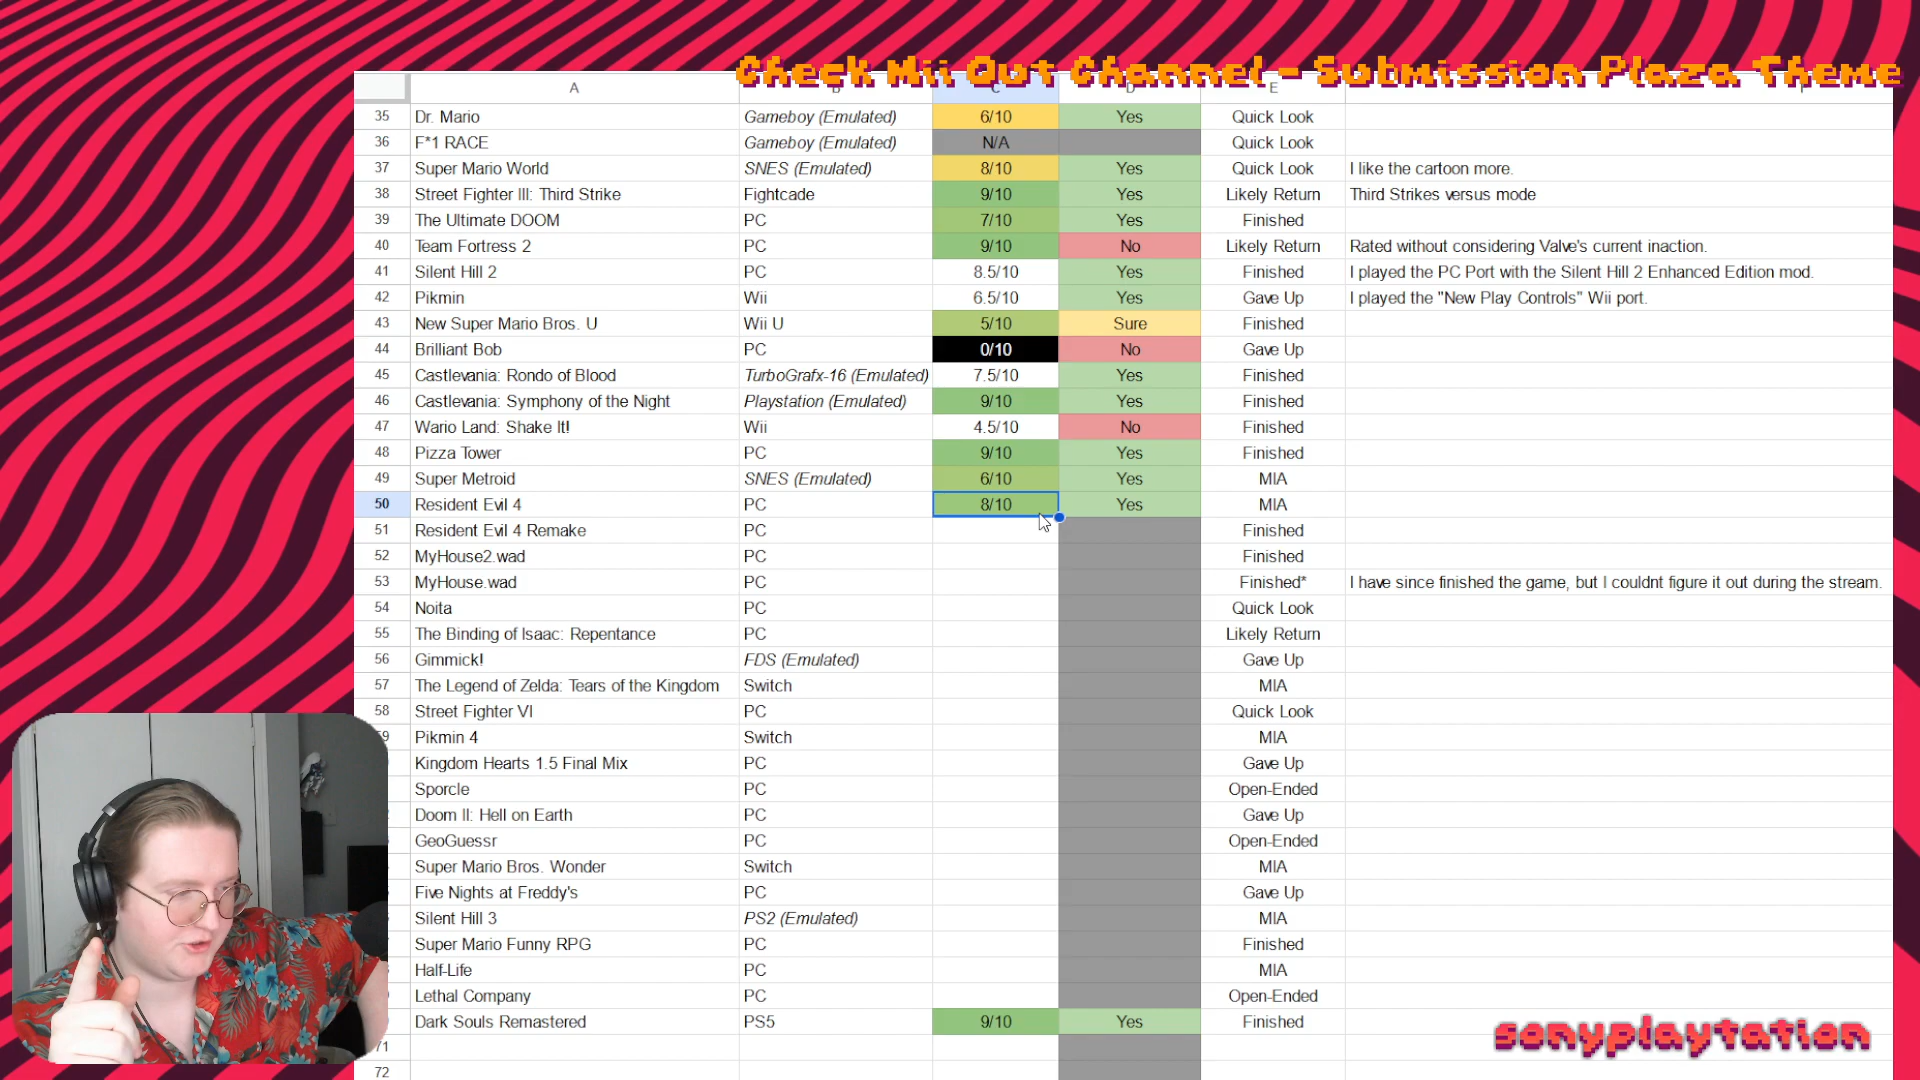 Check Mii Out Channel - Submission Plaza Theme
A B C D E F
35 Dr. Mario Gameboy (Emulated) 6/10 Yes Quick Look
36 F*1 RACE Gameboy (Emulated) N/A Quick Look
37 Super Mario World SNES (Emulated) 8/10 Yes Quick Look I like the cartoon more.
38 Street Fighter III: Third Strike Fightcade 9/10 Yes Likely Return Third Strikes versus mode
39 The Ultimate DOOM PC 7/10 Yes Finished
40 Team Fortress 2 PC 9/10 No Likely Return Rated without considering Valve's current inaction.
41 Silent Hill 2 PC 8.5/10 Yes Finished I played the PC Port with the Silent Hill 2 Enhanced Edition mod.
42 Pikmin Wii 6.5/10 Yes Gave Up I played the "New Play Controls" Wii port.
43 New Super Mario Bros. U Wii U 5/10 Sure Finished
44 Brilliant Bob PC 0/10 No Gave Up
45 Castlevania: Rondo of Blood TurboGrafx-16 (Emulated) 7.5/10 Yes Finished
46 Castlevania: Symphony of the Night Playstation (Emulated) 9/10 Yes Finished
47 Wario Land: Shake It! Wii 4.5/10 No Finished
48 Pizza Tower PC 9/10 Yes Finished
49 Super Metroid SNES (Emulated) 6/10 Yes MIA
50 Resident Evil 4 PC 8/10 Yes MIA
51 Resident Evil 4 Remake PC Finished
52 MyHouse2.wad PC Finished
53 MyHouse.wad PC Finished* I have since finished the game, but I couldnt figure it out during the stream.
54 Noita PC Quick Look
55 The Binding of Isaac: Repentance PC Likely Return
56 Gimmick! FDS (Emulated) Gave Up
57 The Legend of Zelda: Tears of the Kingdom Switch MIA
58 Street Fighter VI PC Quick Look
9 Pikmin 4 Switch MIA
Kingdom Hearts 1.5 Final Mix PC Gave Up
Sporcle PC Open-Ended
Doom II: Hell on Earth PC Gave Up
GeoGuessr PC Open-Ended
Super Mario Bros. Wonder Switch MIA
Five Nights at Freddy's PC Gave Up
Silent Hill 3 PS2 (Emulated) MIA
Super Mario Funny RPG PC Finished
Half-Life PC MIA
Lethal Company PC Open-Ended
Dark Souls Remastered PS5 9/10 Yes Finished
71
72
sonyplaytation